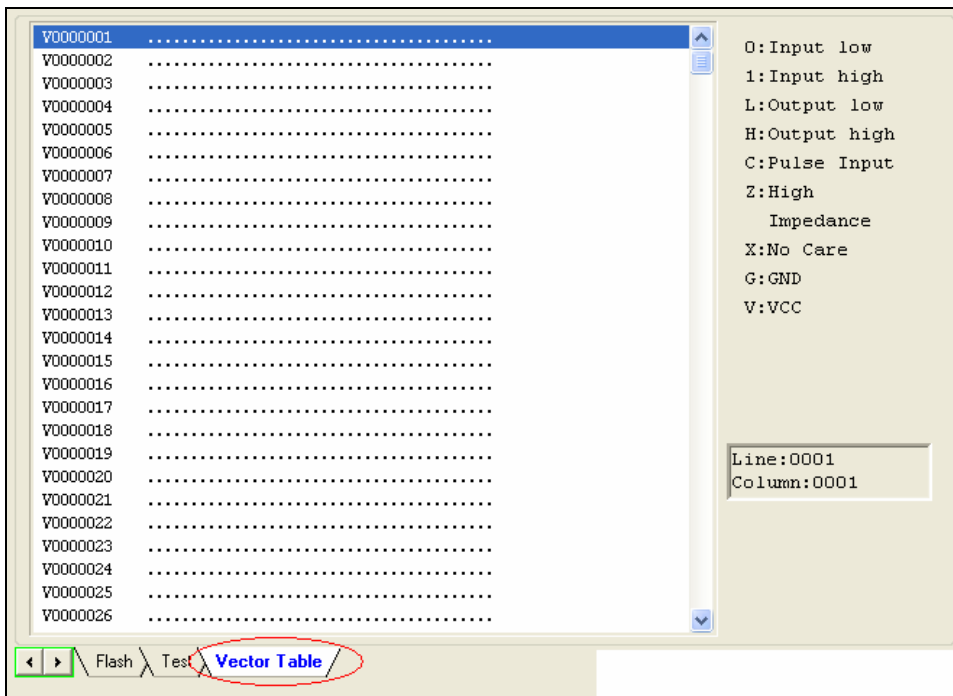 V0000001 ........................................
V0000002 ........................................
V0000003 ........................................
V0000004 ........................................
V0000005 ........................................
V0000006 ........................................
V0000007 ........................................
V0000008 ........................................
V0000009 ........................................
V0000010 ........................................
V0000011 ........................................
V0000012 ........................................
V0000013 ........................................
V0000014 ........................................
V0000015 ........................................
V0000016 ........................................
V0000017 ........................................
V0000018 ........................................
V0000019 ........................................
V0000020 ........................................
V0000021 ........................................
V0000022 ........................................
V0000023 ........................................
V0000024 ........................................
V0000025 ........................................
V0000026 ........................................
0:Input low
1:Input high
L:Output low
H:Output high
C:Pulse Input
Z:High
Impedance
X:No Care
G:GND
V:VCC
Line:0001
Column:0001
Flash Test Vector Table